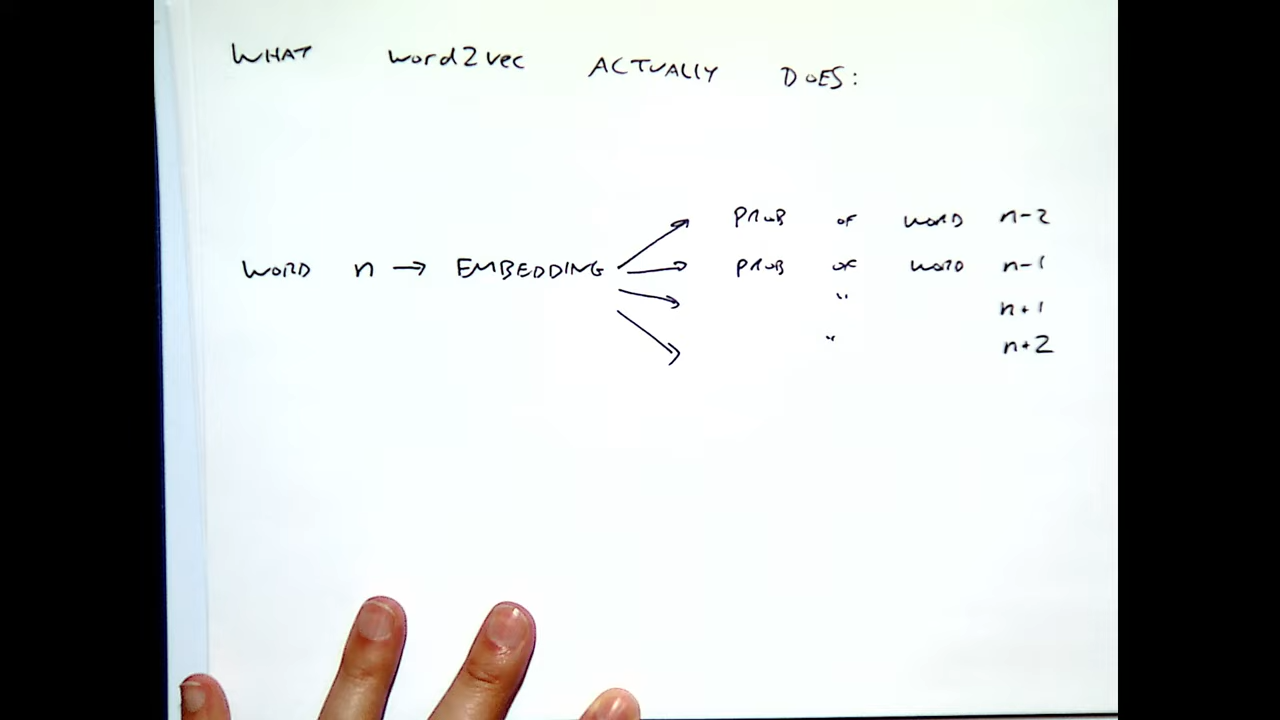 WHAT word2vec ACTUALLY DOES:
PROB OF WORD n-2
WORD n → EMBEDDING PROB OF WORD n-1
" n+1
" n+2